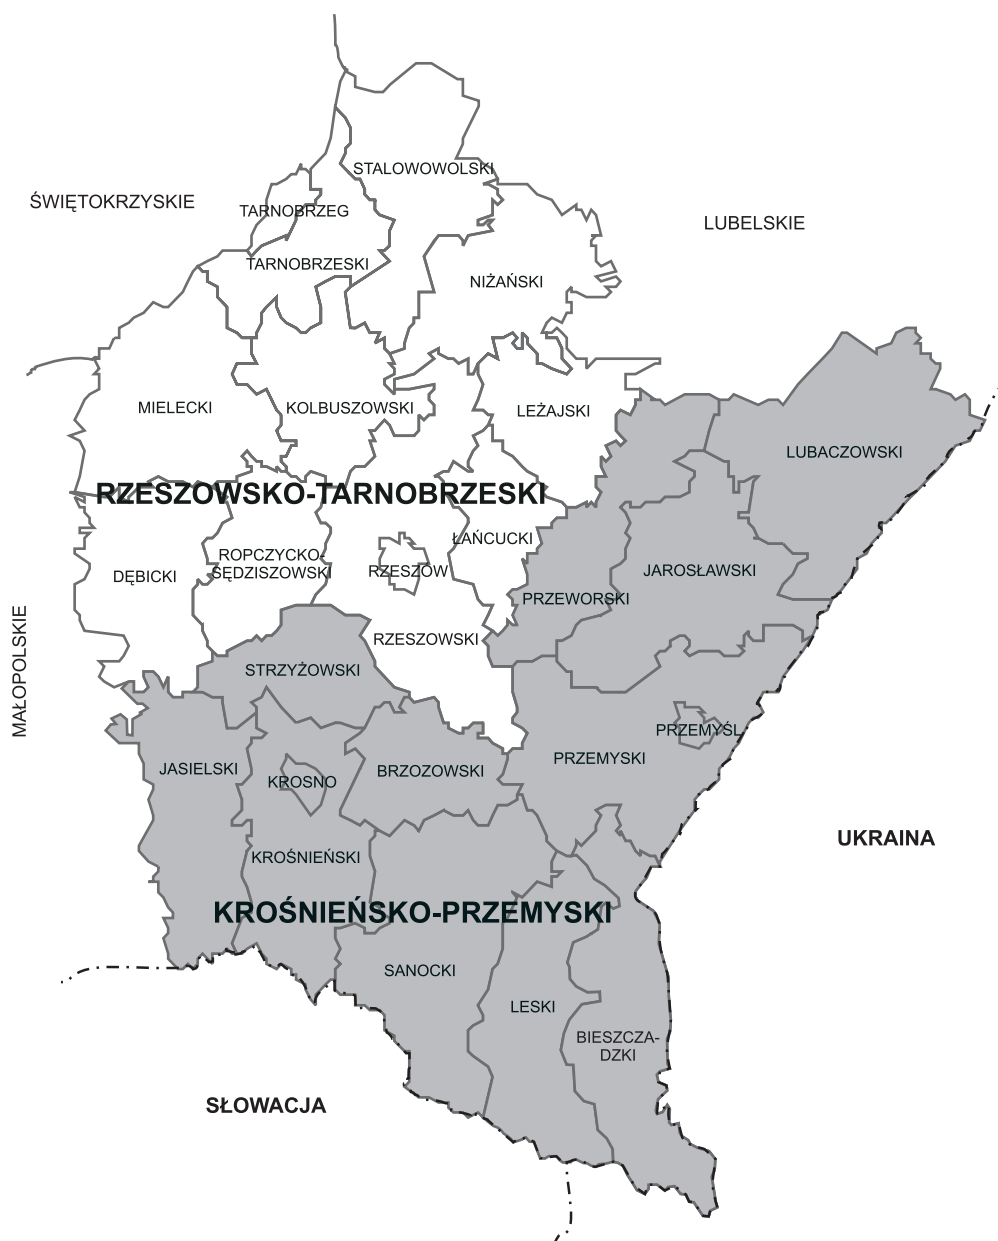 STALOWOWOLSKI
ŚWIĘTOKRZYSKIE
TARNOBRZEG
LUBELSKIE
TARNOBRZESKI
NIŻAŃSKI
MIELECKI
KOLBUSZOWSKI
LEŻAJSKI
LUBACZOWSKI
RZESZOWSKO-TARNOBRZESKI
ŁAŃCUCKI
ROPCZYCKO-
SĘDZISZOWSKI
DĘBICKI
RZESZÓW
JAROSŁAWSKI
PRZEWORSKI
MAŁOPOLSKIE
RZESZOWSKI
STRZYŻOWSKI
PRZEMYŚL
PRZEMYSKI
JASIELSKI
KROSNO
BRZOZOWSKI
UKRAINA
KROŚNIEŃSKI
KROŚNIEŃSKO-PRZEMYSKI
SANOCKI
LESKI
BIESZCZA-
DZKI
SŁOWACJA